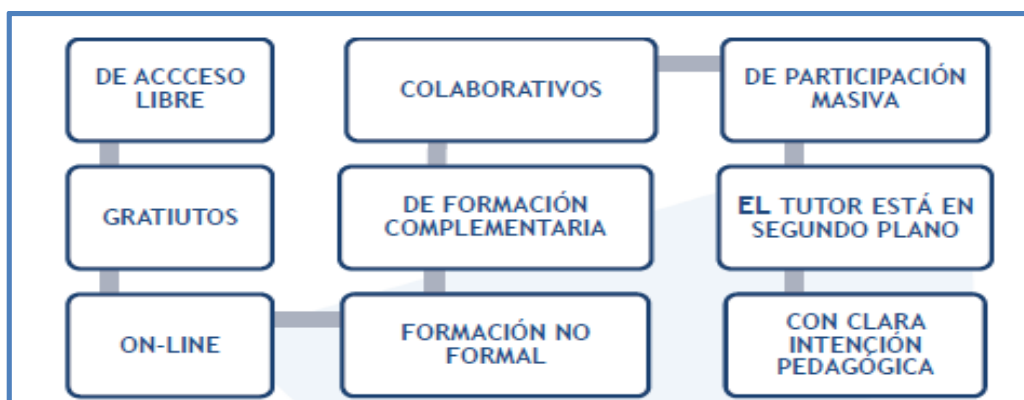 DE ACCCESO
LIBRE
GRATIUTOS
ON-LINE
FORMACIÓN NO
FORMAL
DE FORMACIÓN
COMPLEMENTARIA
COLABORATIVOS
DE PARTICIPACIÓN
MASIVA
EL TUTOR ESTÁ EN
SEGUNDO PLANO
CON CLARA
INTENCIÓN
PEDAGÓGICA